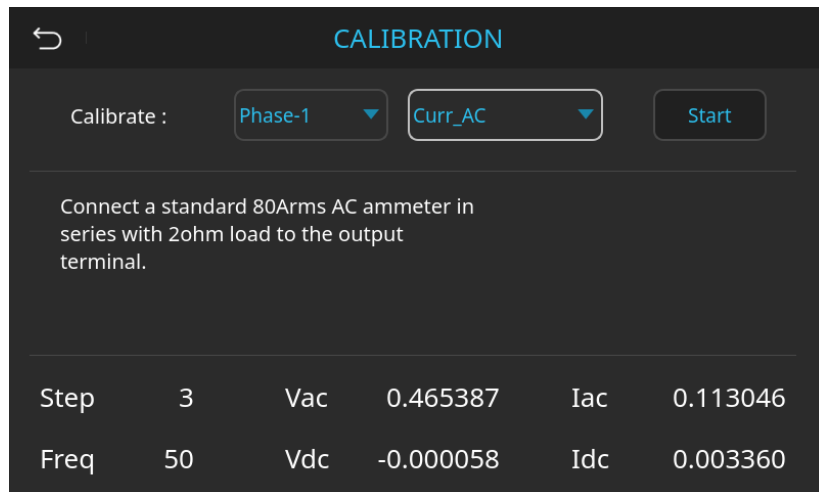 CALIBRATION
Calibrate : Phase-1 Curr_AC Start
Connect a standard 80Arms AC ammeter in
series with 2ohm load to the output
terminal.
Step 3 Vac 0.465387 Iac 0.113046
Freq 50 Vdc -0.000058 Idc 0.003360